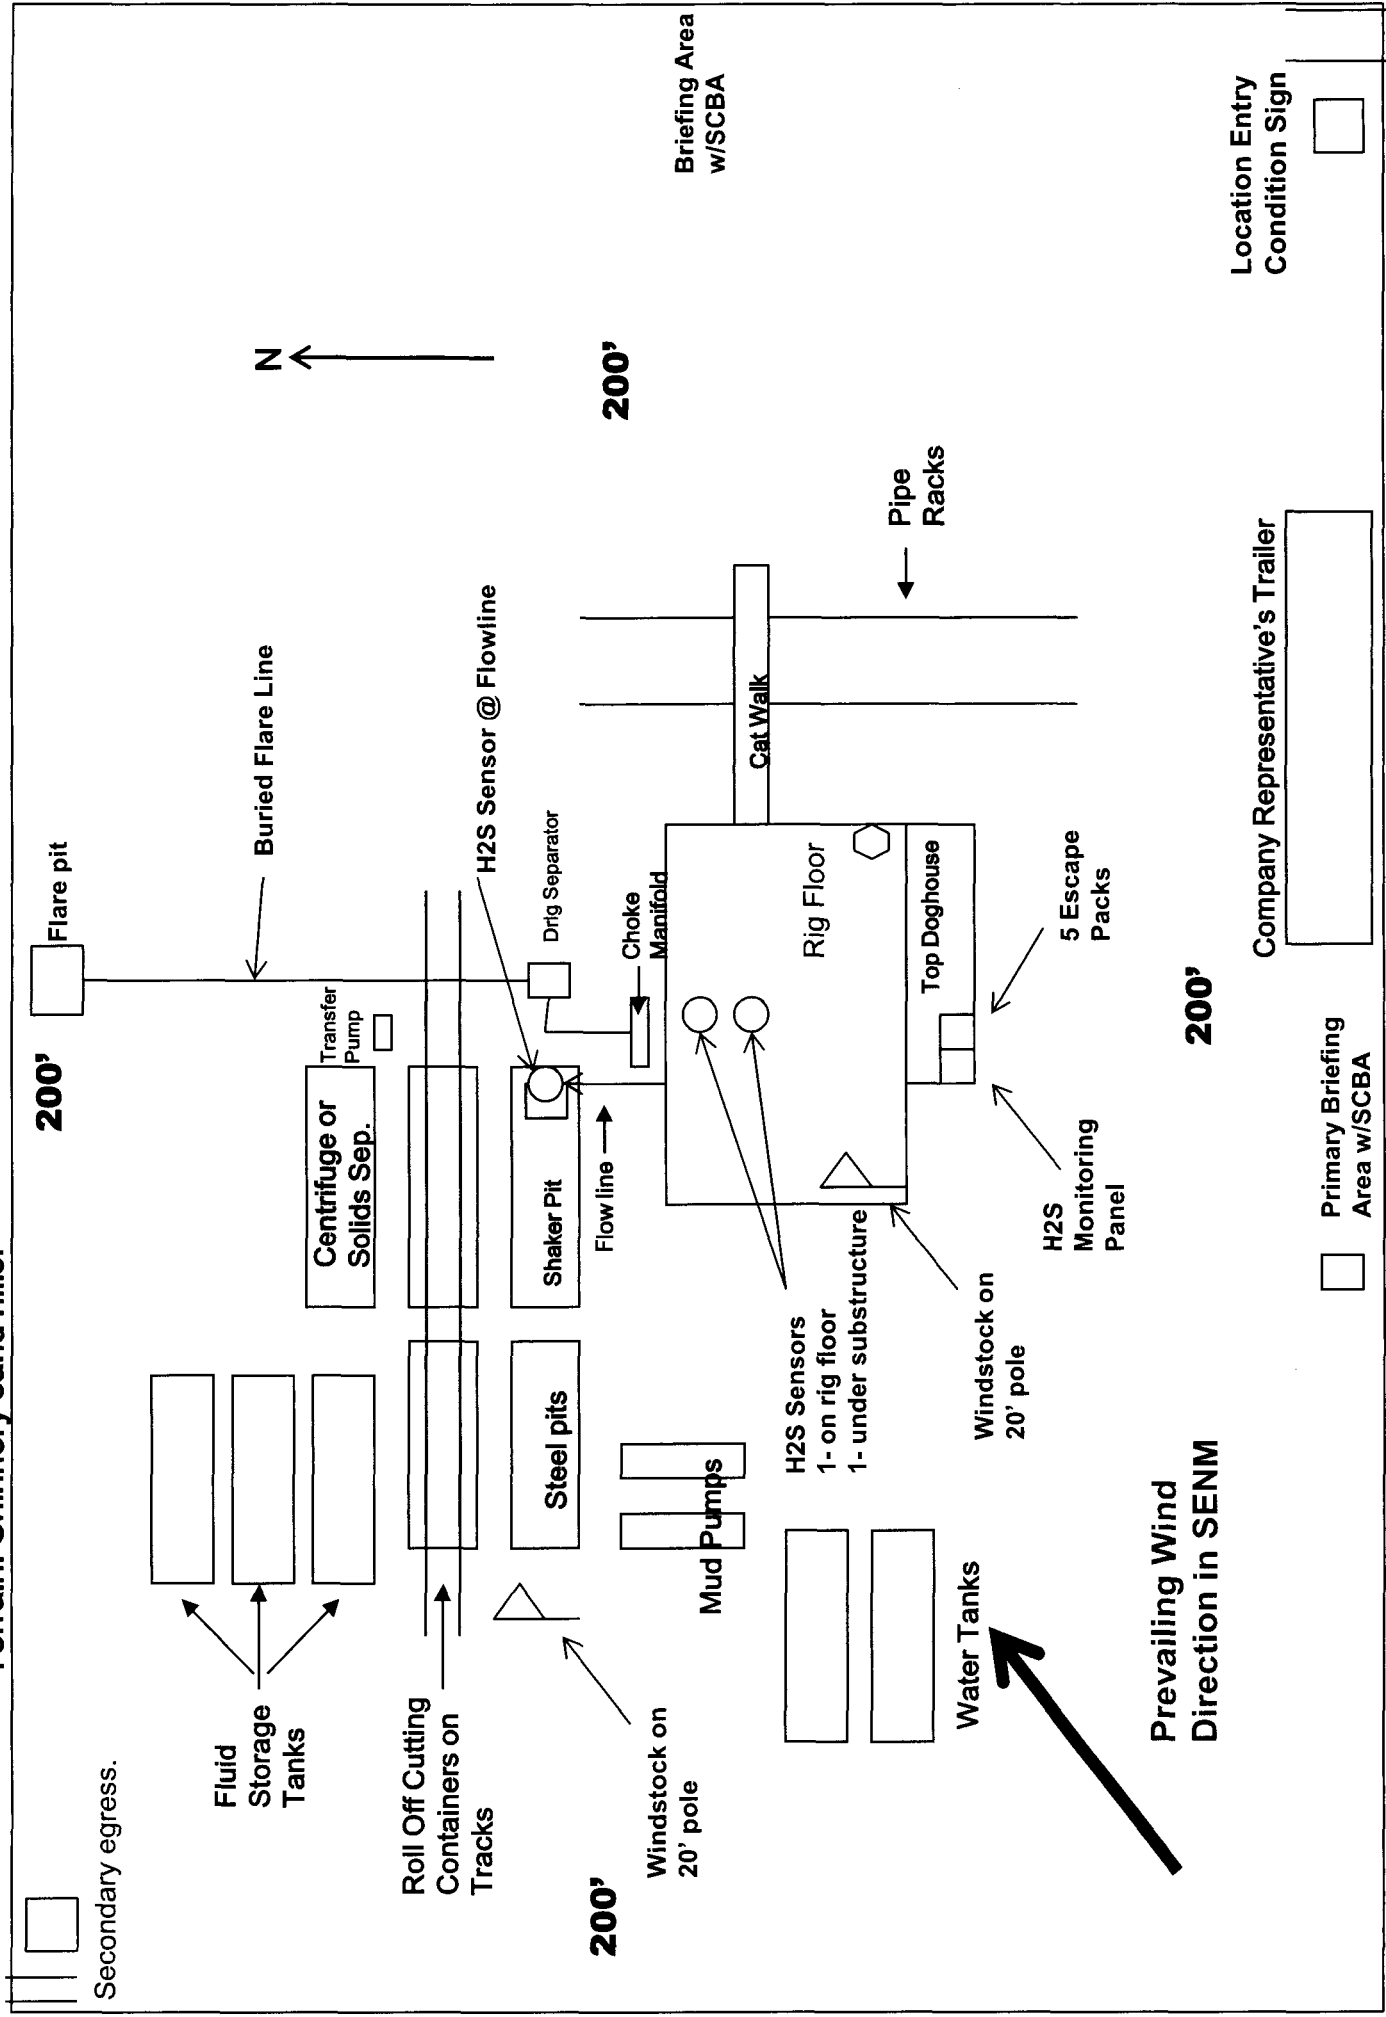 Secondary egress.
200'
Flare pit
Fluid
Storage
Tanks
Buried Flare Line
N
Transfer
Pump
Centrifuge or
Solids Sep.
Roll Off Cutting
Containers on
Tracks
H2S Sensor @ Flowline
Drlg Separator
Steel pits
Shaker Pit
Flow line
Choke
Manifold
200'
200'
Briefing Area
w/SCBA
Windstock on
20' pole
Mud Pumps
Cat Walk
Rig Floor
H2S Sensors
1- on rig floor
1- under substructure
Pipe
Racks
Top Doghouse
Water Tanks
Windstock on
20' pole
H2S
Monitoring
Panel
5 Escape
Packs
Prevailing Wind
Direction in SENM
200'
Company Representative's Trailer
Location Entry
Condition Sign
Primary Briefing
Area w/SCBA